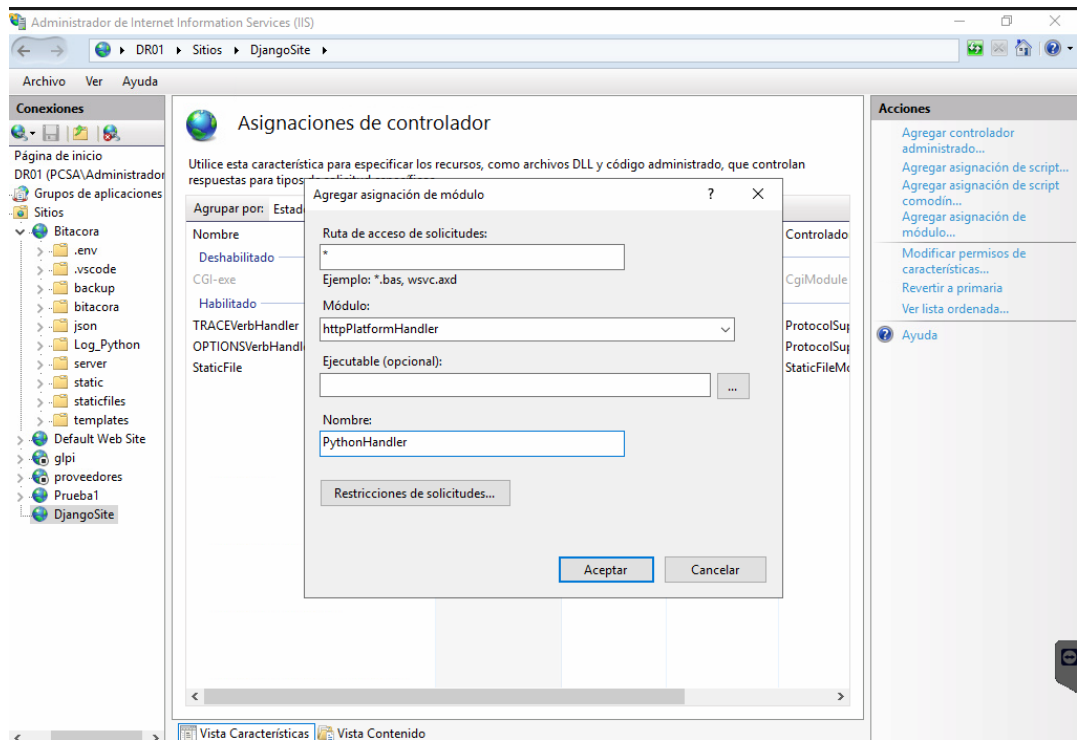 Administrador de Internet Information Services (IIS)
DR01 Sitios DjangoSite
Archivo Ver Ayuda
Conexiones
Página de inicio
DR01 (PCSA\Administrador
Grupos de aplicaciones
Sitios
Bitacora
.env
.vscode
backup
bitacora
json
Log_Python
server
static
staticfiles
templates
Default Web Site
glpi
proveedores
Prueba1
DjangoSite
Asignaciones de controlador
Utilice esta característica para especificar los recursos, como archivos DLL y código administrado, que controlan
respuestas para tipos
Agrupar por: Estad
Nombre
Controlado
Deshabilitado
CGI-exe
CgiModule
Habilitado
TRACEVerbHandler
ProtocolSup
OPTIONSVerbHandl
ProtocolSup
StaticFile
StaticFileMo
Agregar asignación de módulo
? 
Ruta de acceso de solicitudes:
*
Ejemplo: *.bas, wsvc.axd
Módulo:
httpPlatformHandler
Ejecutable (opcional):
...
Nombre:
PythonHandler
Restricciones de solicitudes...
Aceptar Cancelar
Vista Características Vista Contenido
Acciones
Agregar controlador
administrado...
Agregar asignación de script...
Agregar asignación de script
comodín...
Agregar asignación de
módulo...
Modificar permisos de
características...
Revertir a primaria
Ver lista ordenada...
Ayuda